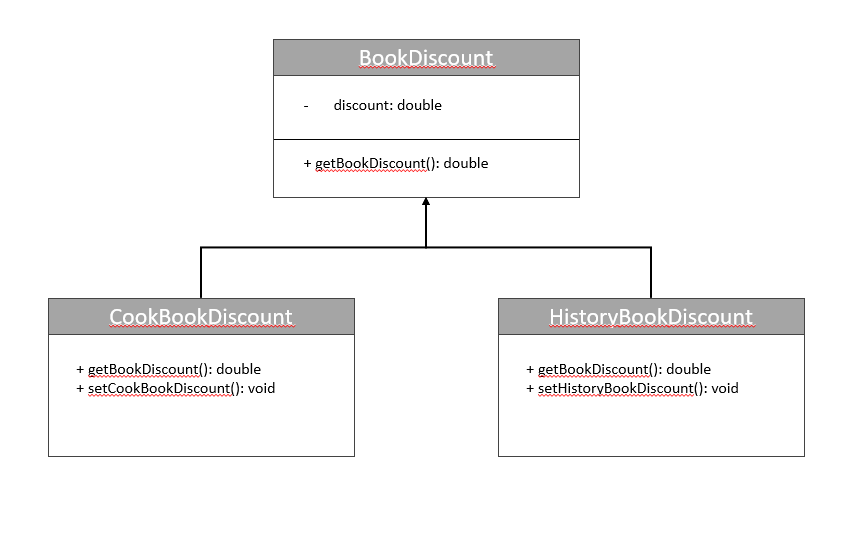 BookDiscount
- discount: double
+ getBookDiscount(): double
CookBookDiscount
+ getBookDiscount(): double
+ setCookBookDiscount(): void
HistoryBookDiscount
+ getBookDiscount(): double
+ setHistoryBookDiscount(): void